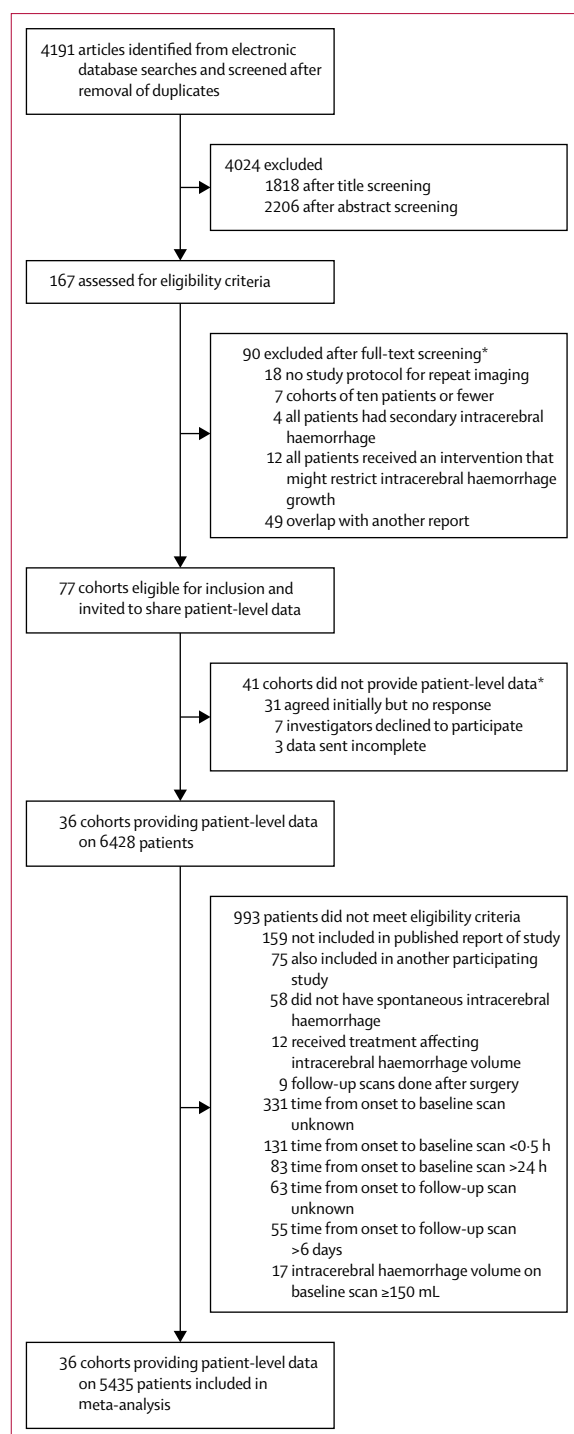 4191 articles identified from electronic
database searches and screened after
removal of duplicates
4024 excluded
1818 after title screening
2206 after abstract screening
167 assessed for eligibility criteria
90 excluded after full-text screening*
18 no study protocol for repeat imaging
7 cohorts of ten patients or fewer
4 all patients had secondary intracerebral
haemorrhage
12 all patients received an intervention that
might restrict intracerebral haemorrhage
growth
49 overlap with another report
77 cohorts eligible for inclusion and
invited to share patient-level data
41 cohorts did not provide patient-level data*
31 agreed initially but no response
7 investigators declined to participate
3 data sent incomplete
36 cohorts providing patient-level data
on 6428 patients
993 patients did not meet eligibility criteria
159 not included in published report of study
75 also included in another participating
study
58 did not have spontaneous intracerebral
haemorrhage
12 received treatment affecting
intracerebral haemorrhage volume
9 follow-up scans done after surgery
331 time from onset to baseline scan
unknown
131 time from onset to baseline scan <0·5 h
83 time from onset to baseline scan >24 h
63 time from onset to follow-up scan
unknown
55 time from onset to follow-up scan
>6 days
17 intracerebral haemorrhage volume on
baseline scan ≥150 mL
36 cohorts providing patient-level data
on 5435 patients included in
meta-analysis